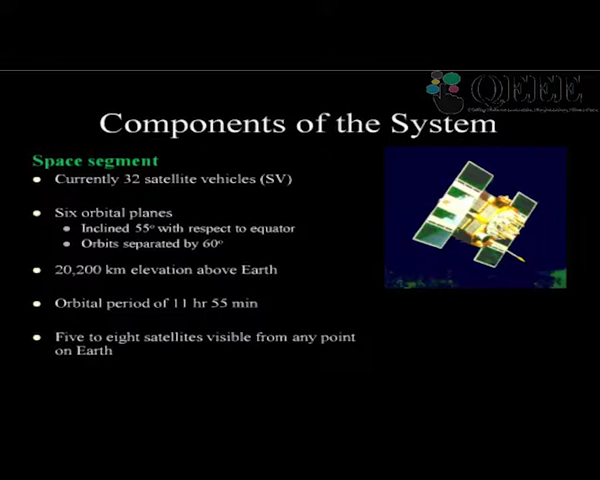 QEEE
Components of the System
Space segment
Currently 32 satellite vehicles (SV)
Six orbital planes
Inclined 55° with respect to equator
Orbits separated by 60°
20,200 km elevation above Earth
Orbital period of 11 hr 55 min
Five to eight satellites visible from any point
on Earth